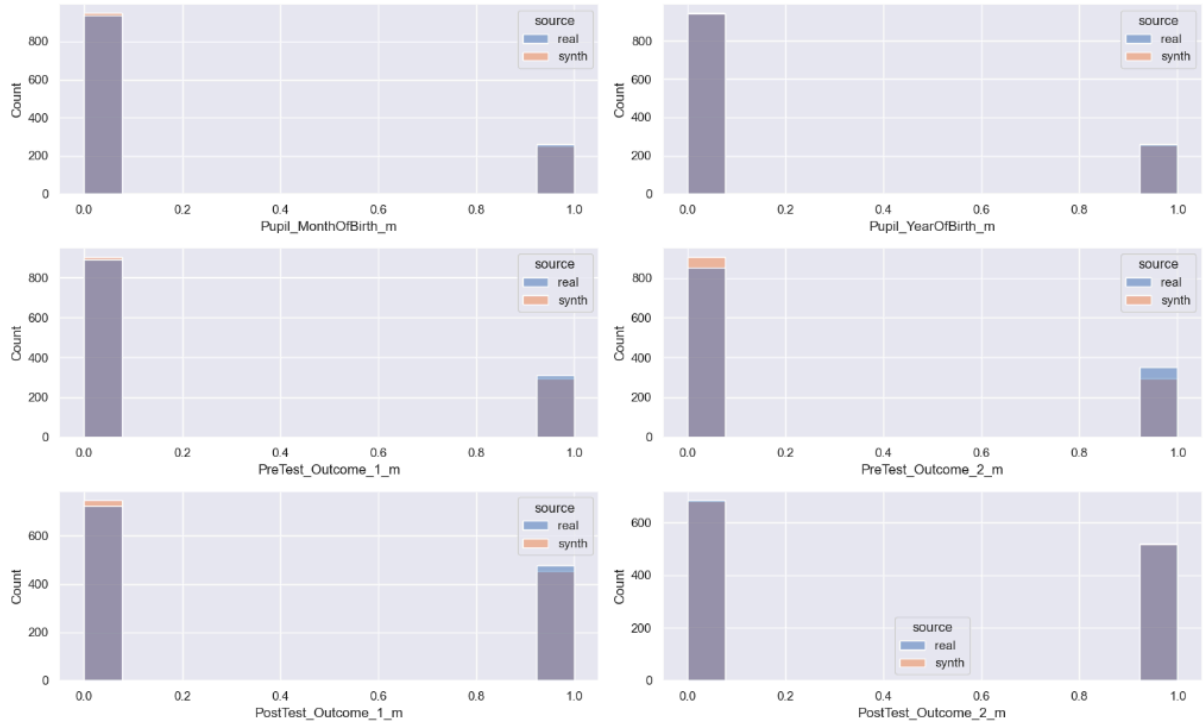 source
real
synth
800
600
400
200
0
Count
0.0 0.2 0.4 0.6 0.8 1.0
Pupil_MonthOfBirth_m
source
real
synth
800
600
400
200
0
Count
0.0 0.2 0.4 0.6 0.8 1.0
Pupil_YearOfBirth_m
source
real
synth
800
600
400
200
0
Count
0.0 0.2 0.4 0.6 0.8 1.0
PreTest_Outcome_1_m
source
real
synth
800
600
400
200
0
Count
0.0 0.2 0.4 0.6 0.8 1.0
PreTest_Outcome_2_m
source
real
synth
600
400
200
0
Count
0.0 0.2 0.4 0.6 0.8 1.0
PostTest_Outcome_1_m
600
400
200
0
Count
source
real
synth
0.0 0.2 0.4 0.6 0.8 1.0
PostTest_Outcome_2_m